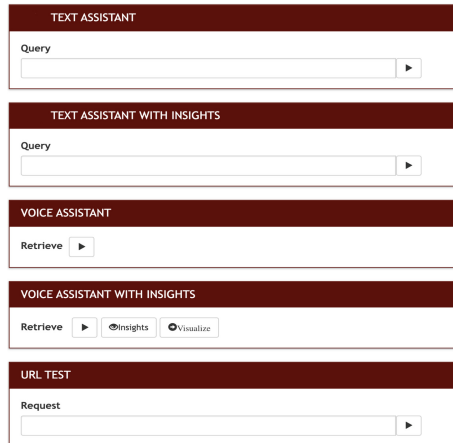 TEXT ASSISTANT
Query
TEXT ASSISTANT WITH INSIGHTS
Query
VOICE ASSISTANT
Retrieve
VOICE ASSISTANT WITH INSIGHTS
Retrieve Insights Visualize
URL TEST
Request